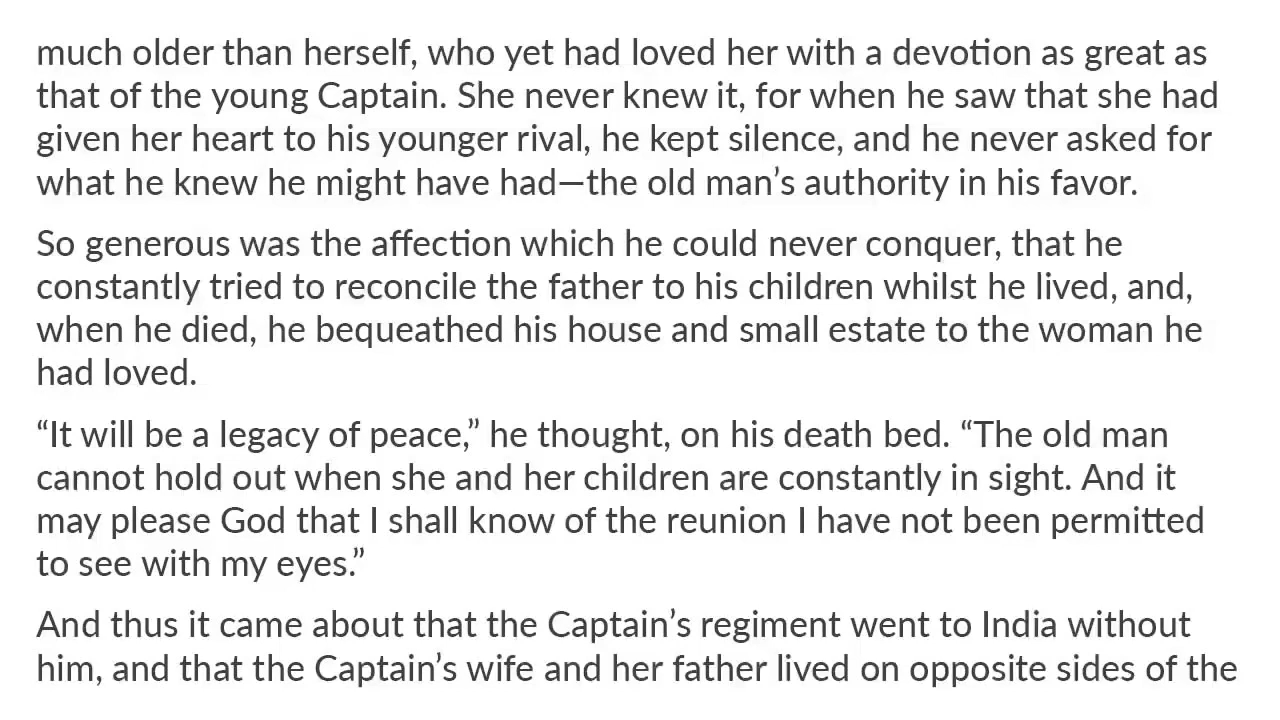 much older than herself, who yet had loved her with a devotion as great as
that of the young Captain. She never knew it, for when he saw that she had
given her heart to his younger rival, he kept silence, and he never asked for
what he knew he might have had—the old man’s authority in his favor.
So generous was the affection which he could never conquer, that he
constantly tried to reconcile the father to his children whilst he lived, and,
when he died, he bequeathed his house and small estate to the woman he
had loved.
“It will be a legacy of peace,” he thought, on his death bed. “The old man
cannot hold out when she and her children are constantly in sight. And it
may please God that I shall know of the reunion I have not been permitted
to see with my eyes.”
And thus it came about that the Captain’s regiment went to India without
him, and that the Captain’s wife and her father lived on opposite sides of the